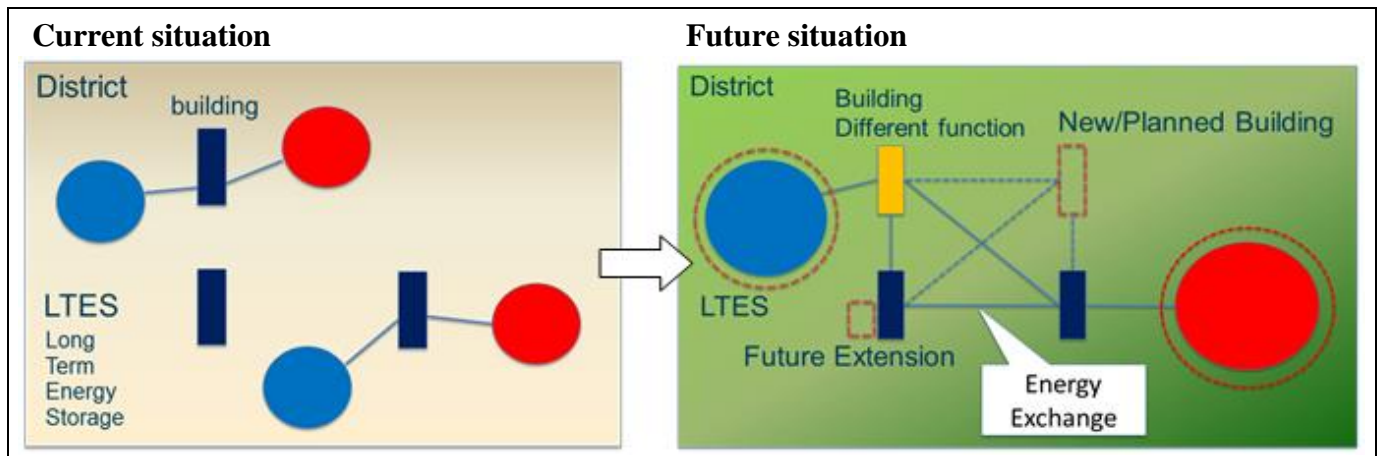 Current situation
District
building
LTES
Long
Term
Energy
Storage
Future situation
District
Building
Different function
New/Planned Building
LTES
Future Extension
Energy
Exchange